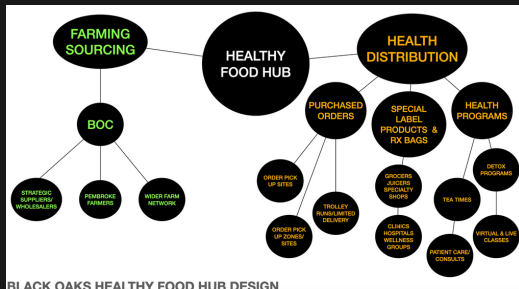 FARMING
SOURCING
HEALTHY
FOOD HUB
HEALTH
DISTRIBUTION
BOC
PURCHASED
ORDERS
SPECIAL
LABEL
PRODUCTS &
RX BAGS
HEALTH
PROGRAMS
STRATEGIC
SUPPLIERS/
WHOLESALERS
PEMBROKE
FARMERS
WIDER FARM
NETWORK
ORDER PICK
UP SITES
ORDER PICK
UP ZONES/
SITES
TROLLEY
RUNS/LIMITED
DELIVERY
GROCERS
JUICERS
SPECIALTY
SHOPS
CLINICS
HOSPITALS
WELLNESS
GROUPS
TEA TIMES
PATIENT CARE/
CONSULTS
DETOX
PROGRAMS
VIRTUAL & LIVE
CLASSES
BLACK OAKS HEALTHY FOOD HUB DESIGN